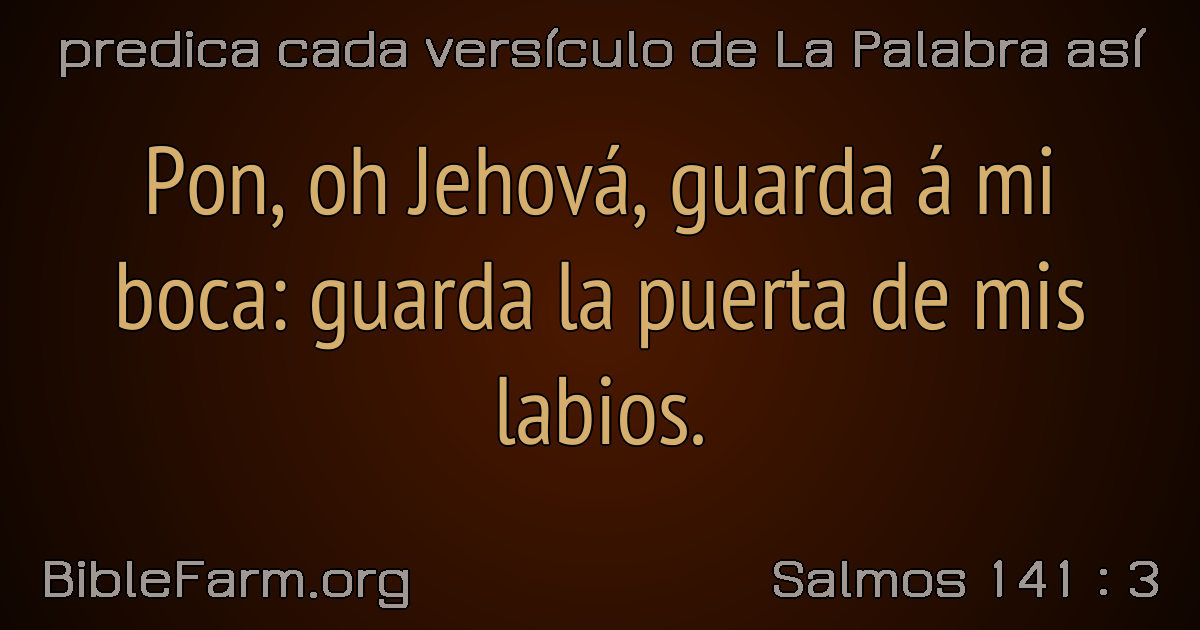 predica cada versículo de La Palabra así
Pon, oh Jehová, guarda á mi
boca: guarda la puerta de mis
labios.
BibleFarm.org
Salmos 141 : 3